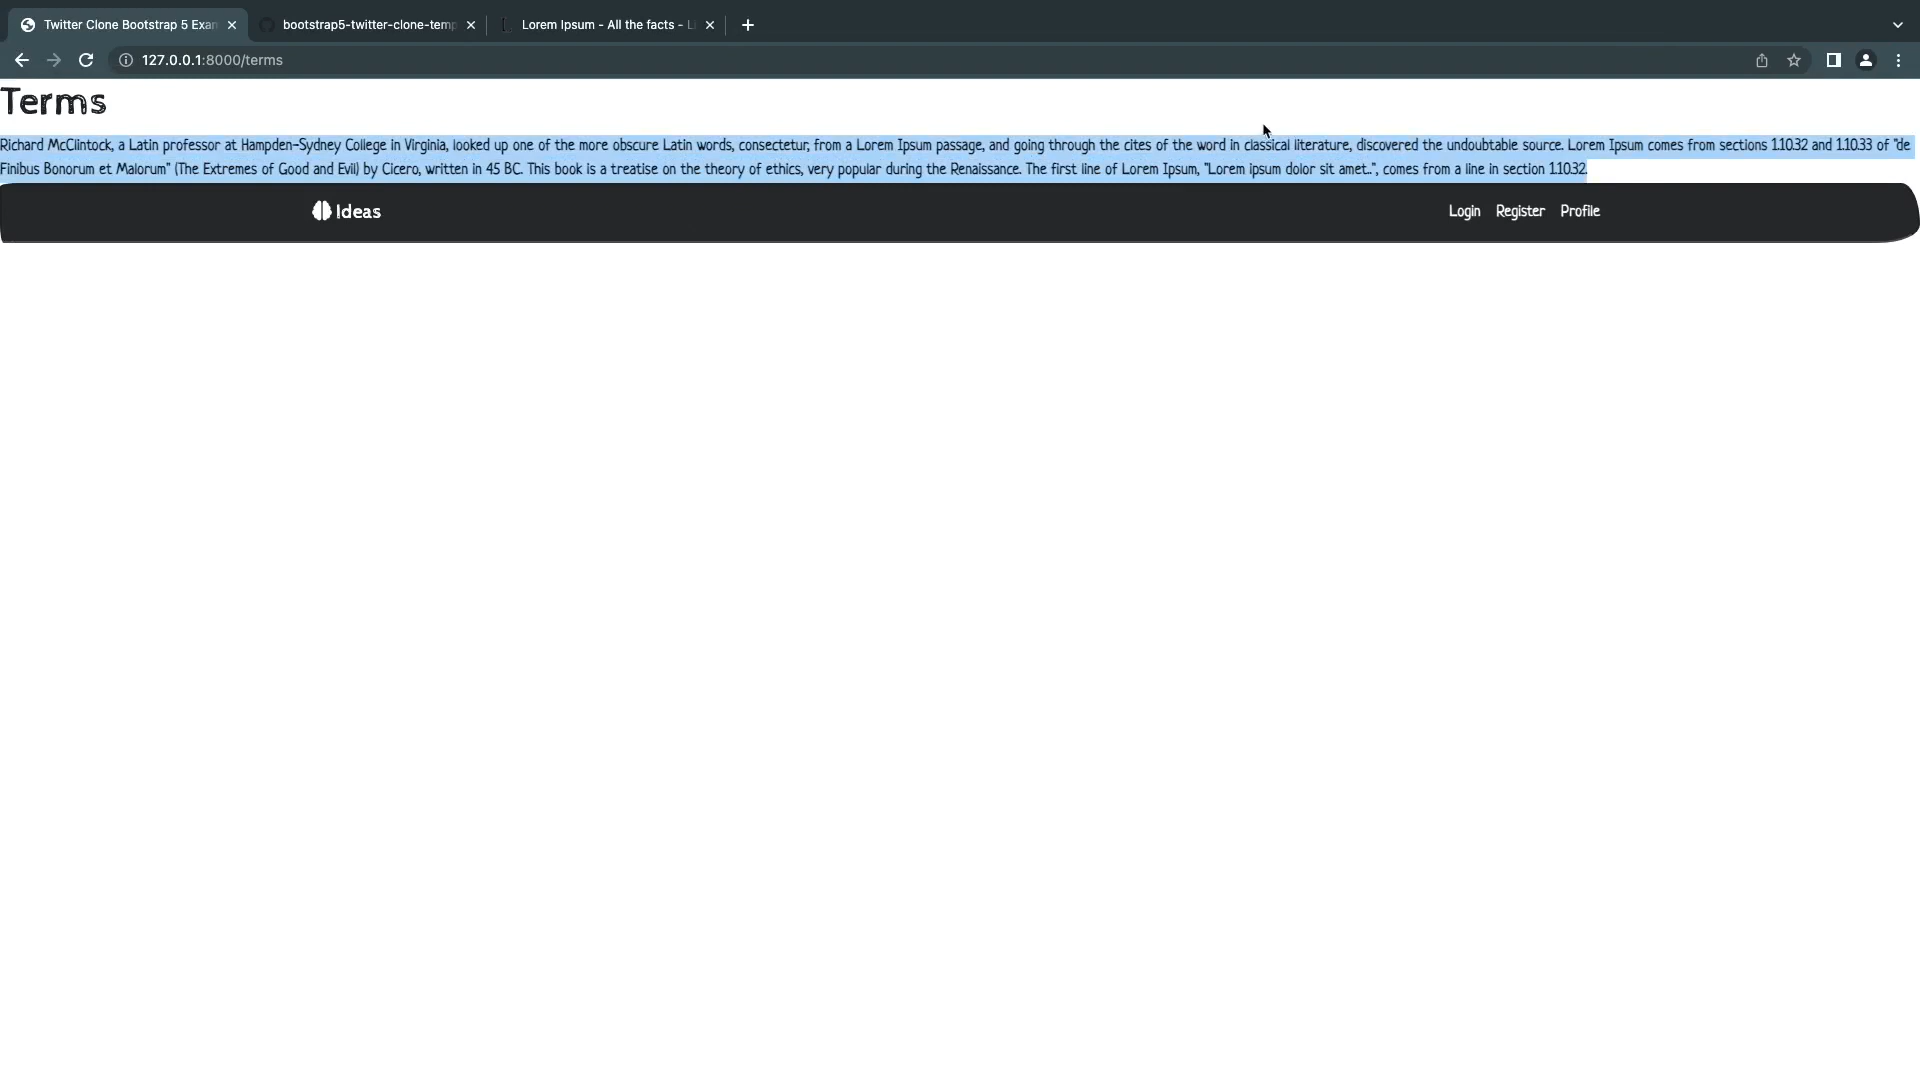 Twitter Clone Bootstrap 5 Exam
bootstrap5-twitter-clone-temp
Lorem Ipsum - All the facts - Li
127.0.0.1:8000/terms
Terms
Richard McClintock, a Latin professor at Hampden-Sydney College in Virginia, looked up one of the more obscure Latin words, consectetur, from a Lorem Ipsum passage, and going through the cites of the word in classical literature, discovered the undoubtable source. Lorem Ipsum comes from sections 1.10.32 and 1.10.33 of "de
Finibus Bonorum et Malorum" (The Extremes of Good and Evil) by Cicero, written in 45 BC. This book is a treatise on the theory of ethics, very popular during the Renaissance. The first line of Lorem Ipsum, "Lorem ipsum dolor sit amet..", comes from a line in section 1.10.32.
Ideas
Login Register Profile